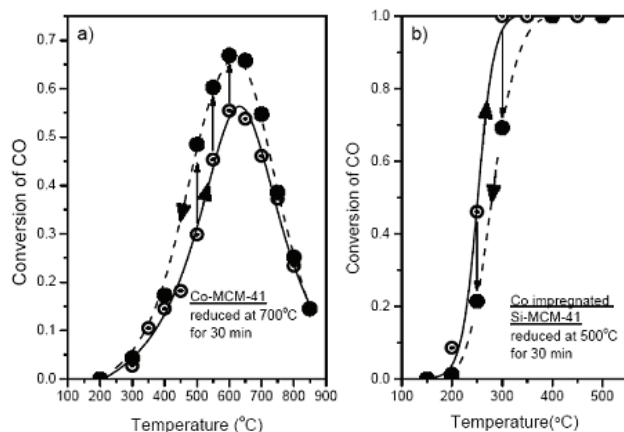 a)
Conversion of CO
0.7
0.6
0.5
0.4
0.3
0.2
0.1
0.0
Co-MCM-41
reduced at 700°C
for 30 min
100 200 300 400 500 600 700 800 900
Temperature (°C)
b)
Conversion of CO
1.0
0.8
0.6
0.4
0.2
0.0
Co impregnated
Si-MCM-41
reduced at 500°C
for 30 min
100 200 300 400 500
Temperature(°C)